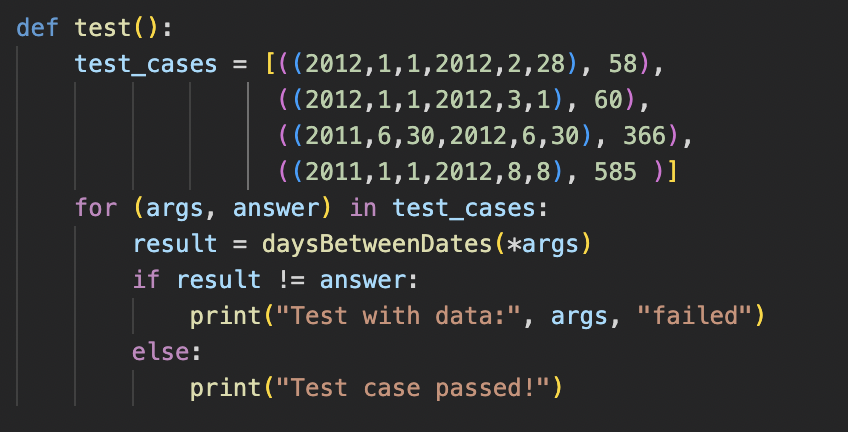 def test():
    test_cases = [((2012,1,1,2012,2,28), 58),
                  ((2012,1,1,2012,3,1), 60),
                  ((2011,6,30,2012,6,30), 366),
                  ((2011,1,1,2012,8,8), 585 )]
    for (args, answer) in test_cases:
        result = daysBetweenDates(*args)
        if result != answer:
            print("Test with data:", args, "failed")
        else:
            print("Test case passed!")